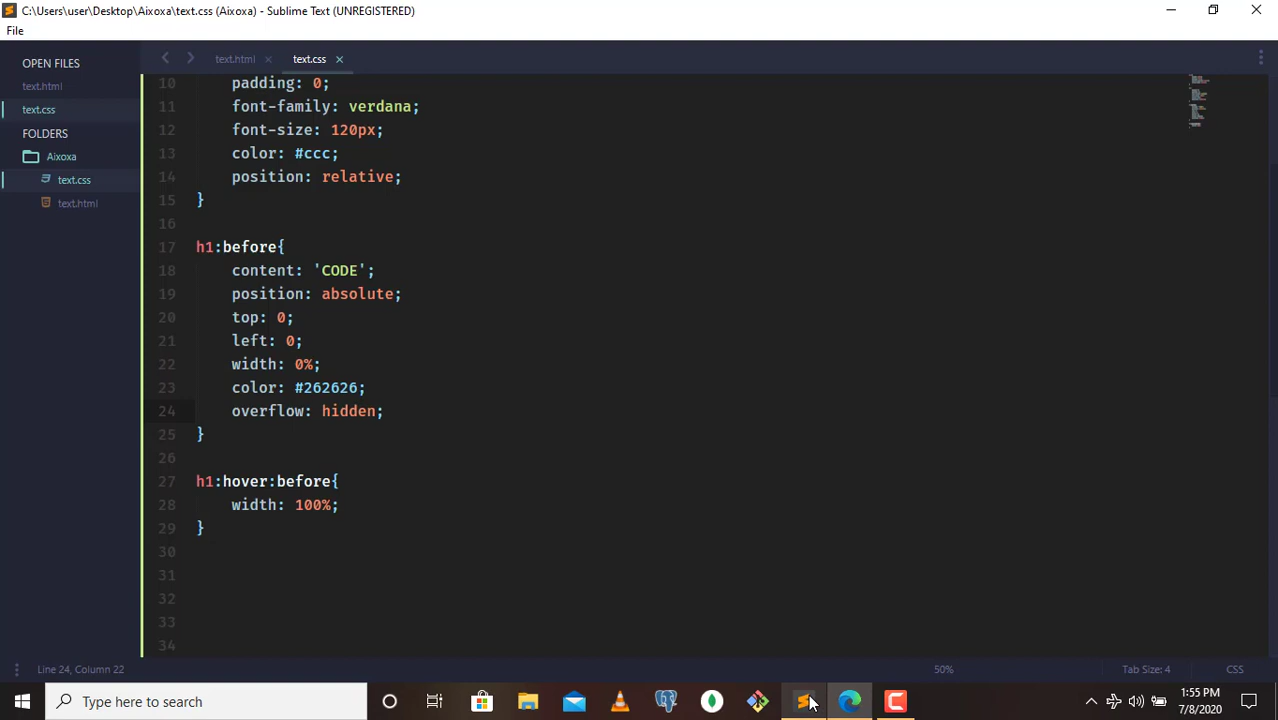 C:\Users\user\Desktop\Aixoxa\text.css (Aixoxa) - Sublime Text (UNREGISTERED)
File
OPEN FILES
text.html
text.css
FOLDERS
Aixoxa
text.css
text.html
text.html
text.css
10 padding: 0;
11 font-family: verdana;
12 font-size: 120px;
13 color: #ccc;
14 position: relative;
15 }
16
17 h1:before{
18 content: 'CODE';
19 position: absolute;
20 top: 0;
21 left: 0;
22 width: 0%;
23 color: #262626;
24 overflow: hidden;
25 }
26
27 h1:hover:before{
28 width: 100%;
29 }
30
31
32
33
34
Line 24, Column 22
50%
Tab Size: 4
CSS
Type here to search
1:55 PM
7/8/2020